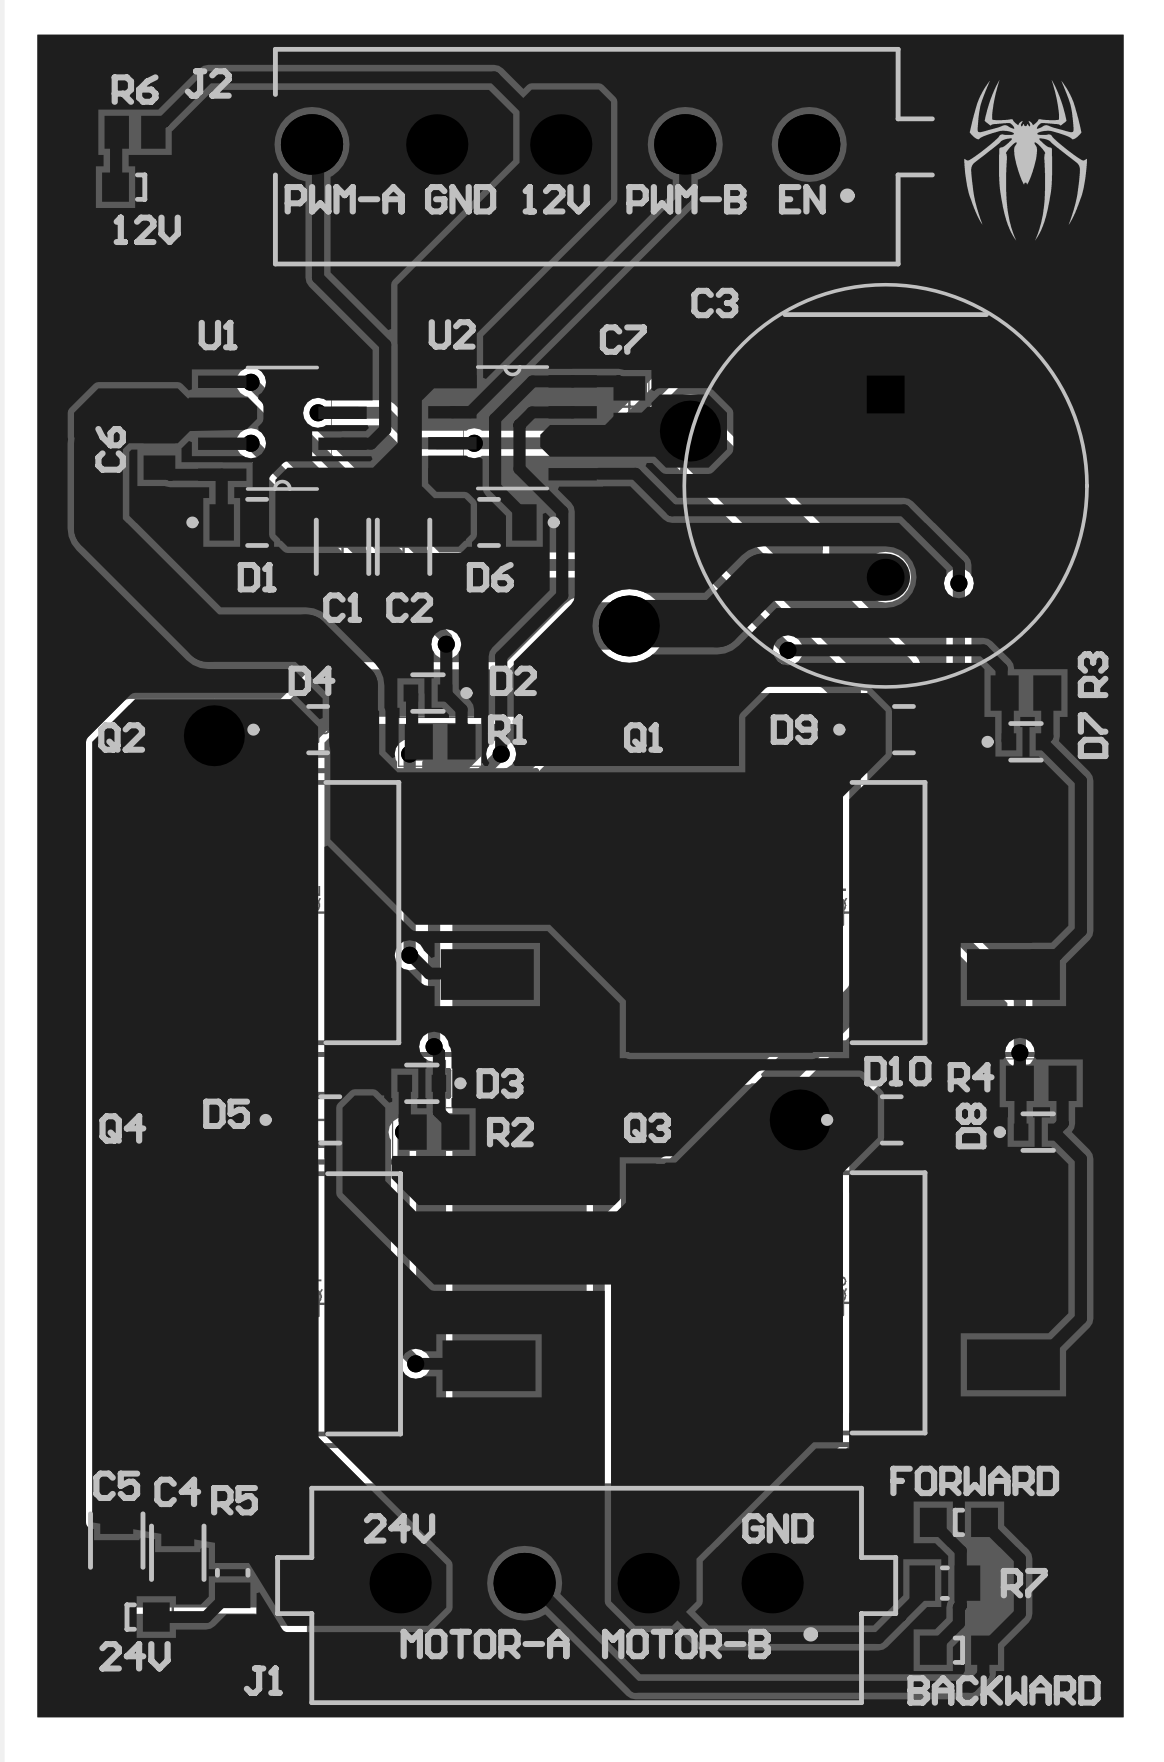 R6 J2
PWM-A GND 12V PWM-B EN
12V
C3
U1 U2 C7
C6
D1 D6
C1 C2
D4 D2 R3
Q2 R1 Q1 D9 D7
D10
D3 R4
Q4 D5 R2 Q3 D8
FORWARD
C5 C4 R5
24V GND
R7
24V MOTOR-A MOTOR-B
J1 BACKWARD